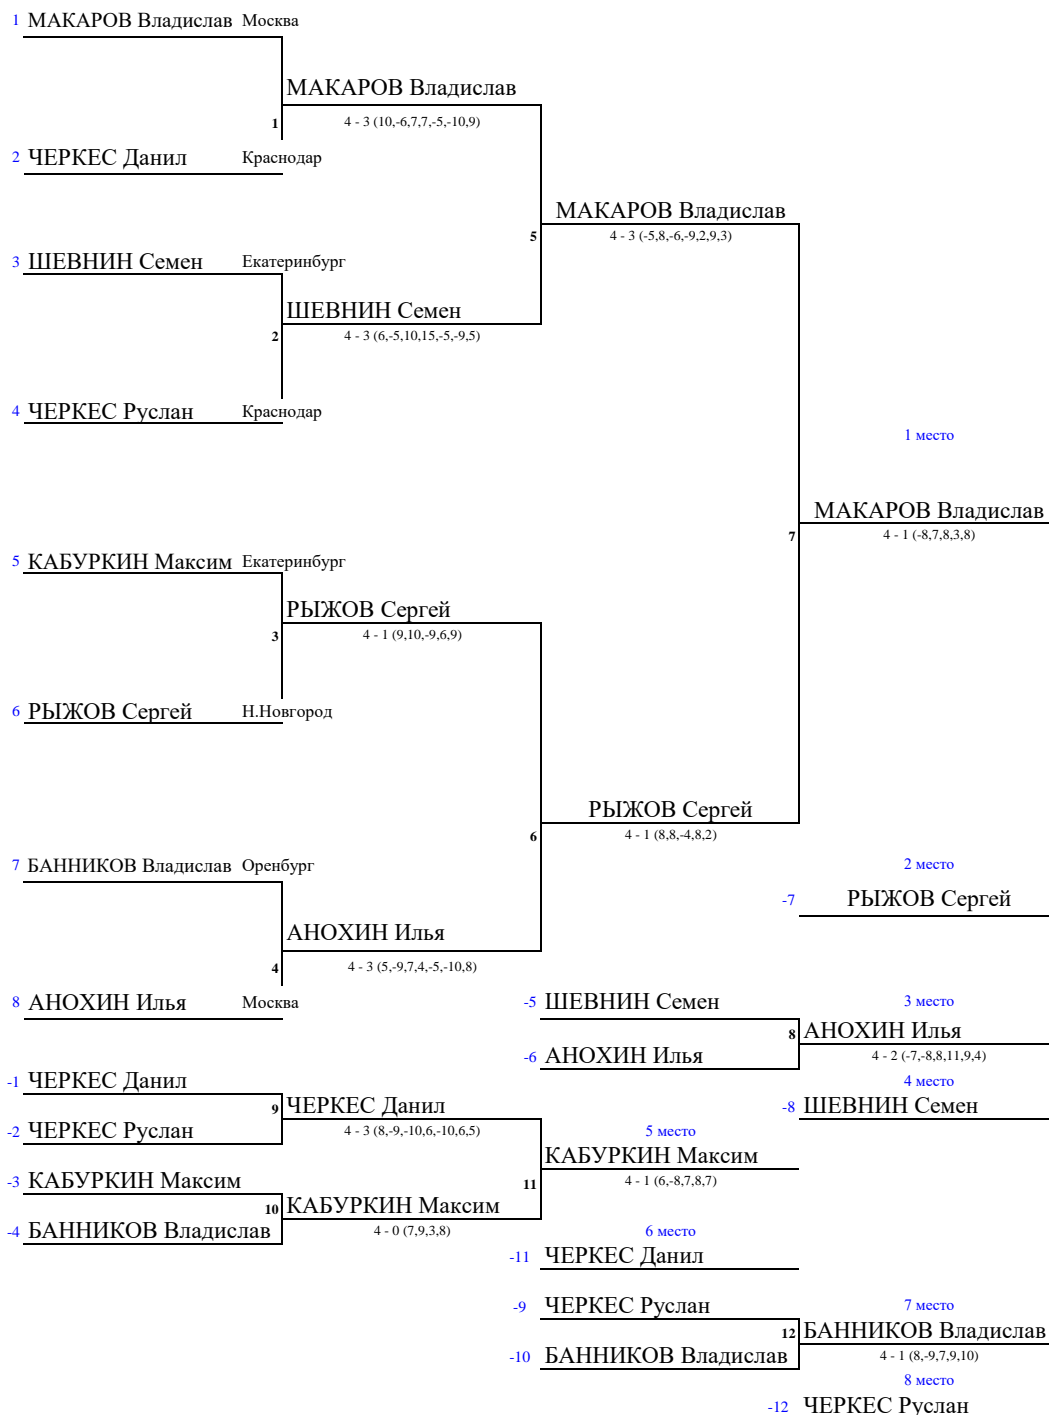 1 МАКАРОВ Владислав Москва
МАКАРОВ Владислав
1 4 - 3 (10,-6,7,7,-5,-10,9)
2 ЧЕРКЕС Данил Краснодар
МАКАРОВ Владислав
5 4 - 3 (-5,8,-6,-9,2,9,3)
3 ШЕВНИН Семен Екатеринбург
ШЕВНИН Семен
2 4 - 3 (6,-5,10,15,-5,-9,5)
4 ЧЕРКЕС Руслан Краснодар
1 место
МАКАРОВ Владислав
7 4 - 1 (-8,7,8,3,8)
5 КАБУРКИН Максим Екатеринбург
РЫЖОВ Сергей
3 4 - 1 (9,10,-9,6,9)
6 РЫЖОВ Сергей Н.Новгород
РЫЖОВ Сергей
6 4 - 1 (8,8,-4,8,2)
7 БАННИКОВ Владислав Оренбург
2 место
-7 РЫЖОВ Сергей
АНОХИН Илья
4 4 - 3 (5,-9,7,4,-5,-10,8)
8 АНОХИН Илья Москва
-5 ШЕВНИН Семен
3 место
8 АНОХИН Илья
-6 АНОХИН Илья
4 - 2 (-7,-8,8,11,9,4)
-1 ЧЕРКЕС Данил
4 место
9 ЧЕРКЕС Данил
-8 ШЕВНИН Семен
-2 ЧЕРКЕС Руслан
4 - 3 (8,-9,-10,6,-10,6,5)
5 место
КАБУРКИН Максим
-3 КАБУРКИН Максим
11 4 - 1 (6,-8,7,8,7)
10 КАБУРКИН Максим
-4 БАННИКОВ Владислав
4 - 0 (7,9,3,8)
6 место
-11 ЧЕРКЕС Данил
-9 ЧЕРКЕС Руслан
7 место
12 БАННИКОВ Владислав
-10 БАННИКОВ Владислав
4 - 1 (8,-9,7,9,10)
8 место
-12 ЧЕРКЕС Руслан